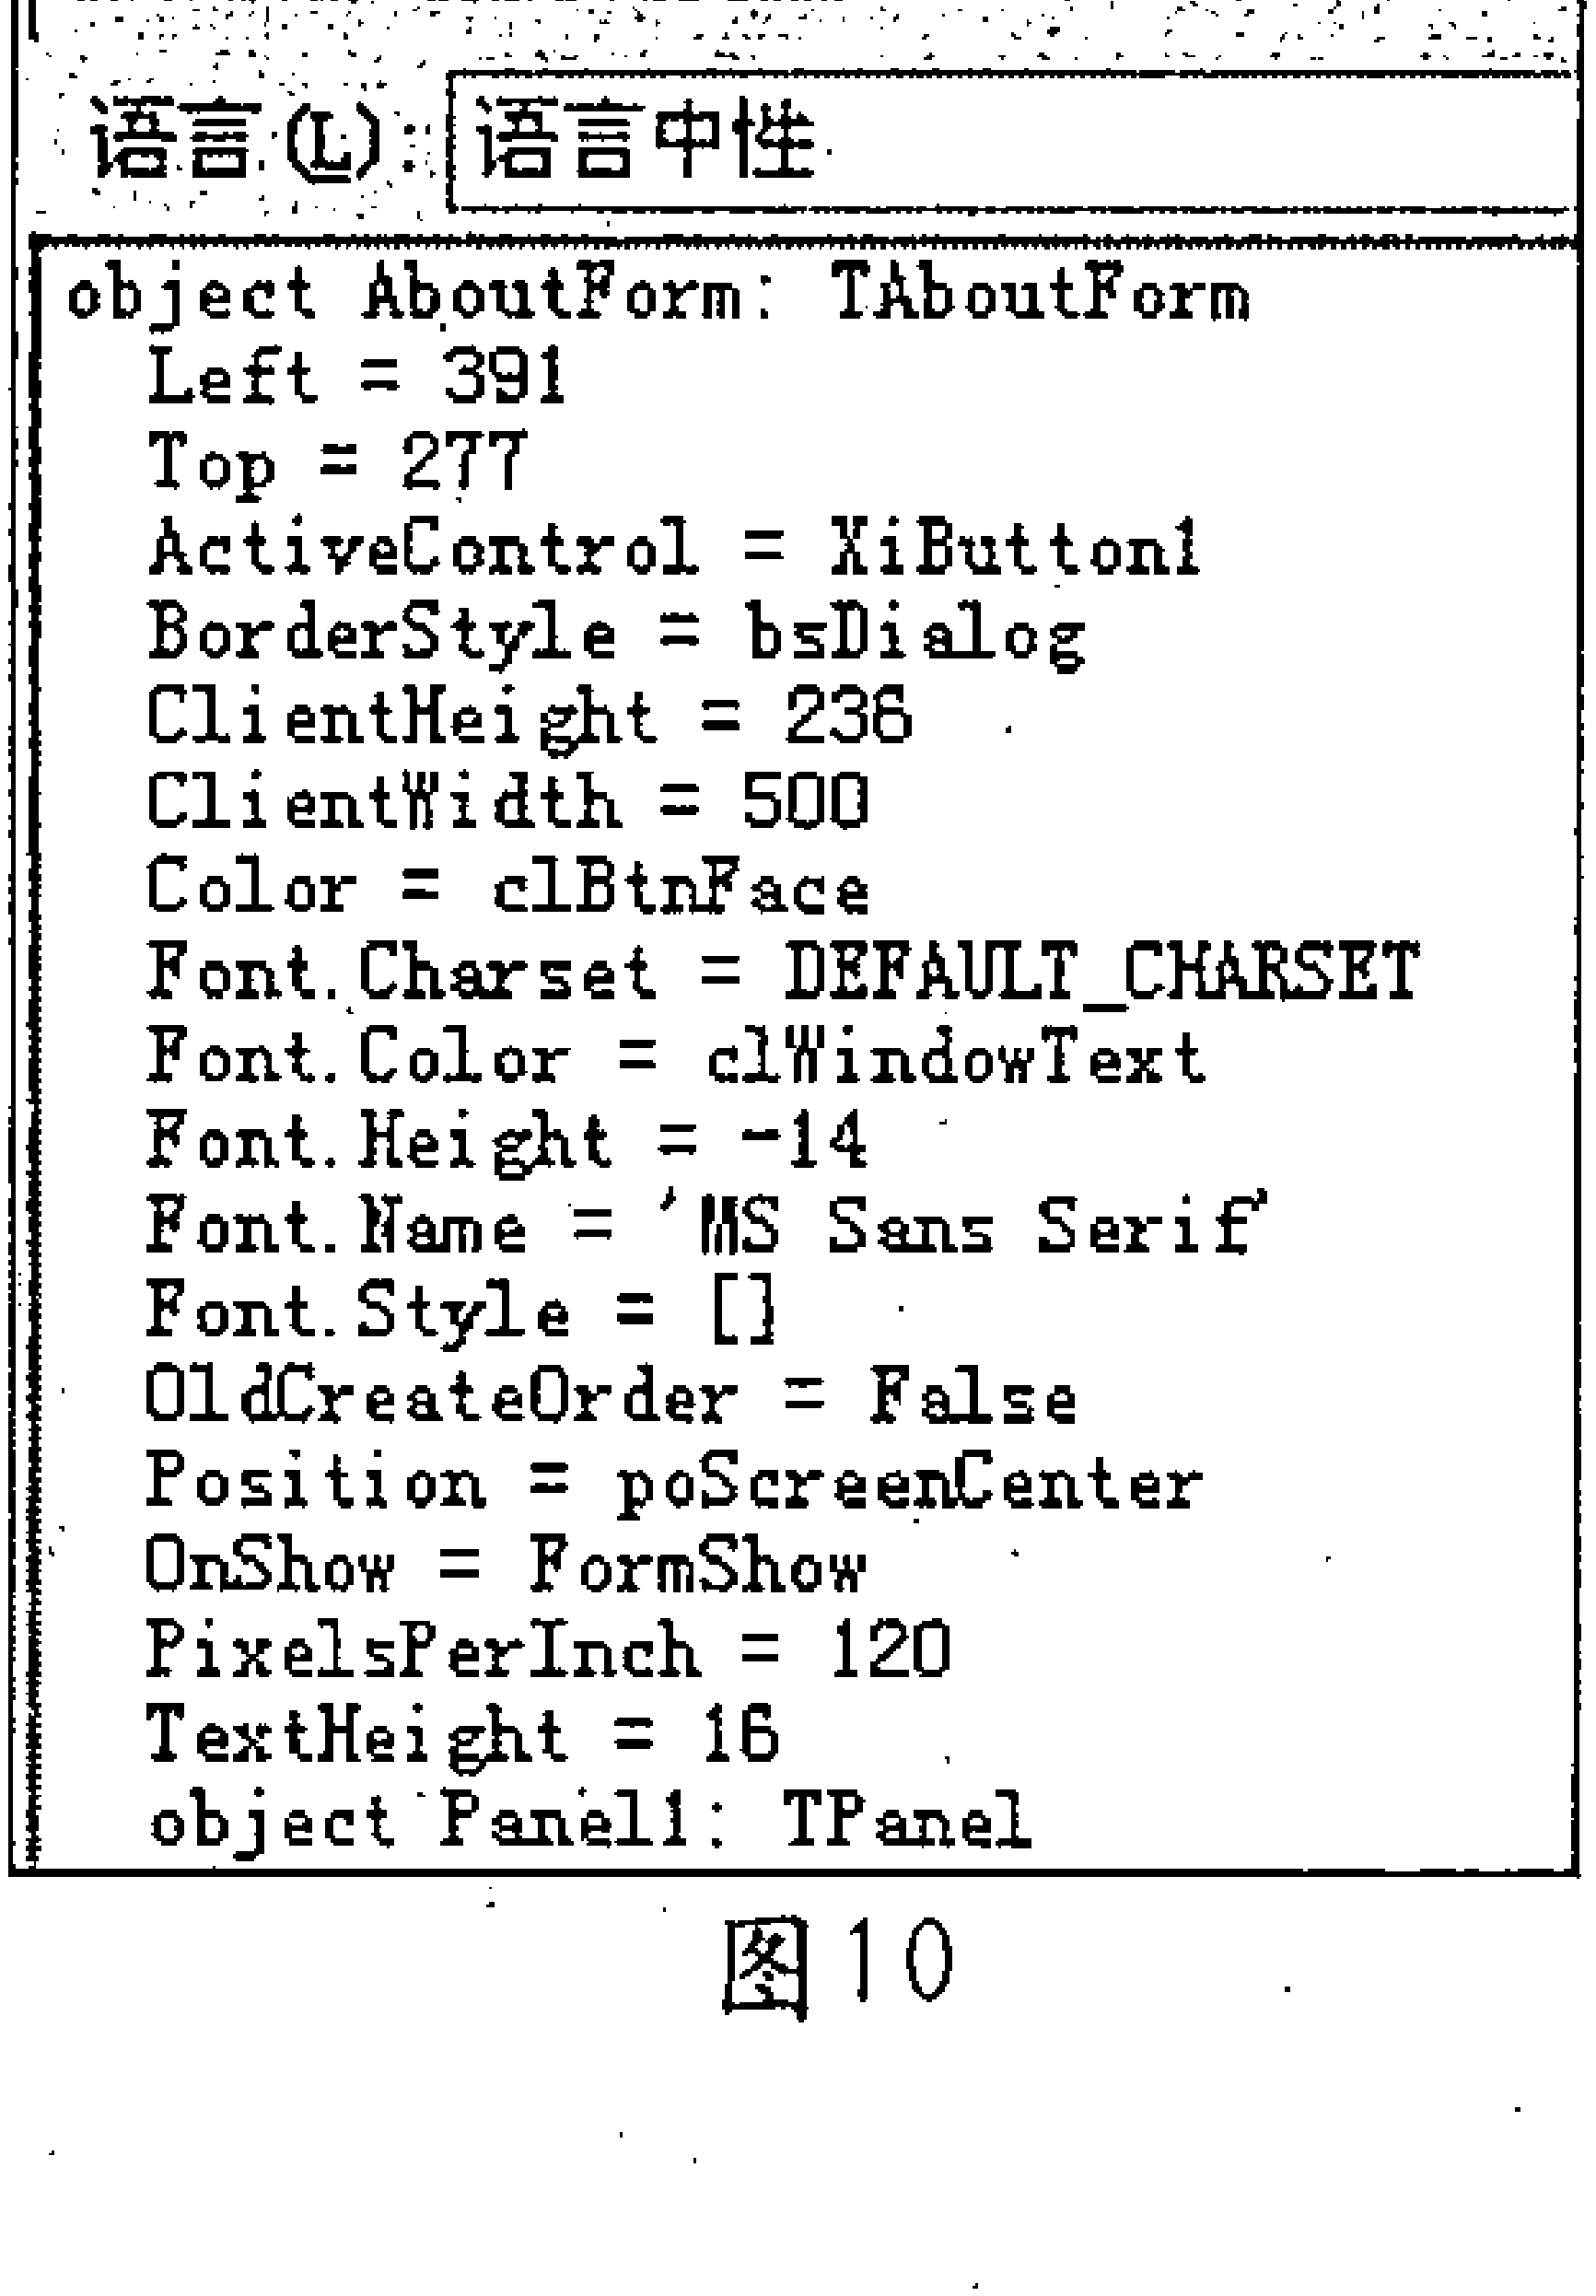 语言(L): 语言中性
object AboutForm: TAboutForm
Left = 391
Top = 277
ActiveControl = XiButton1
BorderStyle = bsDialog
ClientHeight = 236
ClientWidth = 500
Color = clBtnFace
Font.Charset = DEFAULT_CHARSET
Font.Color = clWindowText
Font.Height = -14
Font.Name = 'MS Sans Serif'
Font.Style = []
OldCreateOrder = False
Position = poScreenCenter
OnShow = FormShow
PixelsPerInch = 120
TextHeight = 16
object Panel1: TPanel
图10